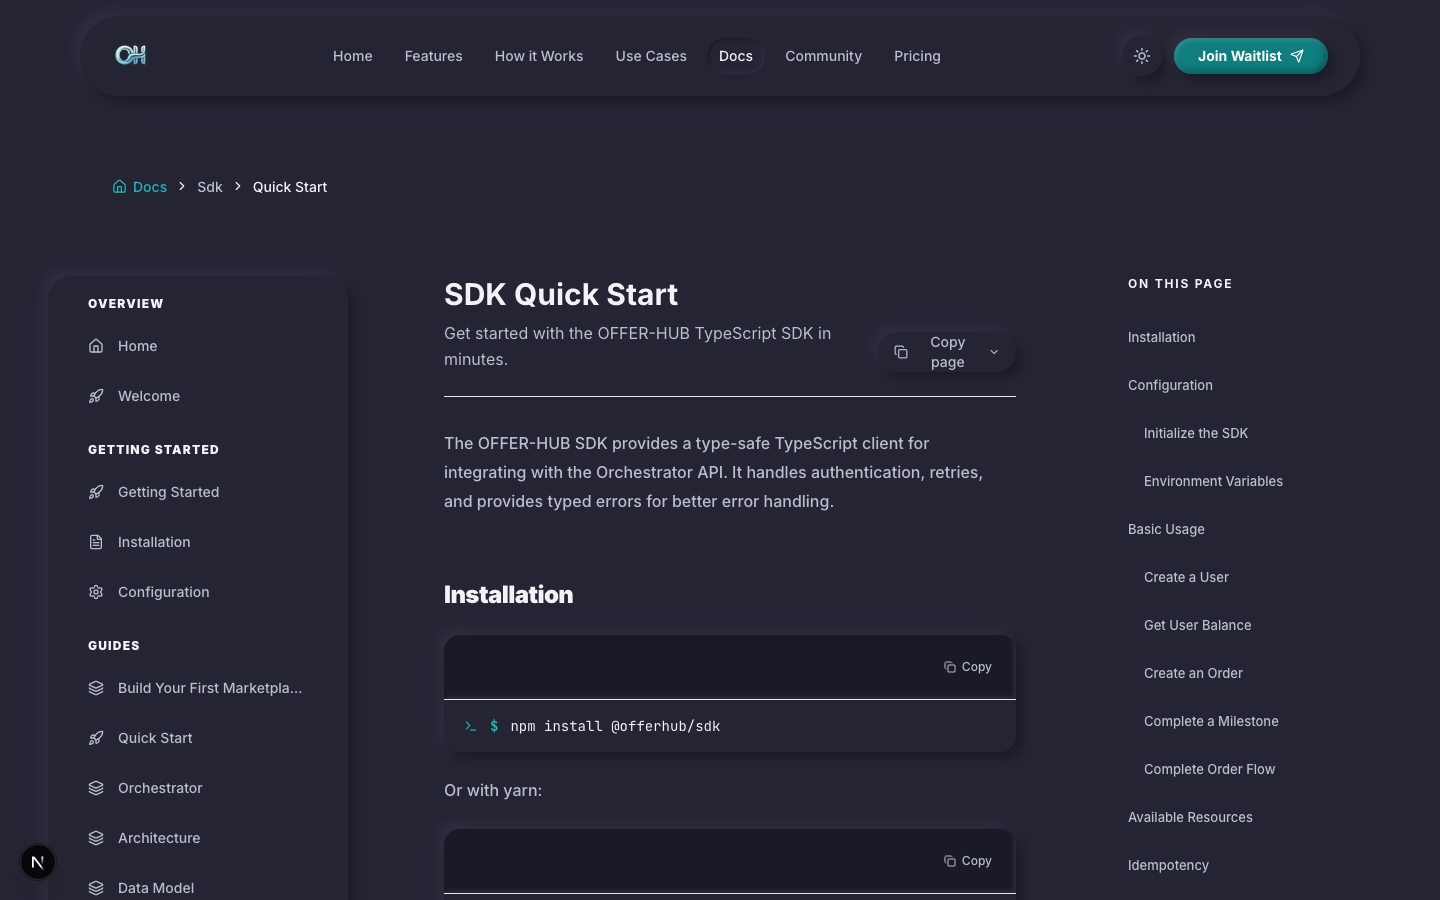 OH
Home
Features
How it Works
Use Cases
Docs
Community
Pricing
Join Waitlist
Docs
Sdk
Quick Start
OVERVIEW
Home
Welcome
GETTING STARTED
Getting Started
Installation
Configuration
GUIDES
Build Your First Marketpla...
Quick Start
Orchestrator
Architecture
Data Model
N
SDK Quick Start
Get started with the OFFER-HUB TypeScript SDK in
minutes.
Copy
page
The OFFER-HUB SDK provides a type-safe TypeScript client for
integrating with the Orchestrator API. It handles authentication, retries,
and provides typed errors for better error handling.
Installation
Copy
$ npm install @offerhub/sdk
Or with yarn:
Copy
ON THIS PAGE
Installation
Configuration
Initialize the SDK
Environment Variables
Basic Usage
Create a User
Get User Balance
Create an Order
Complete a Milestone
Complete Order Flow
Available Resources
Idempotency